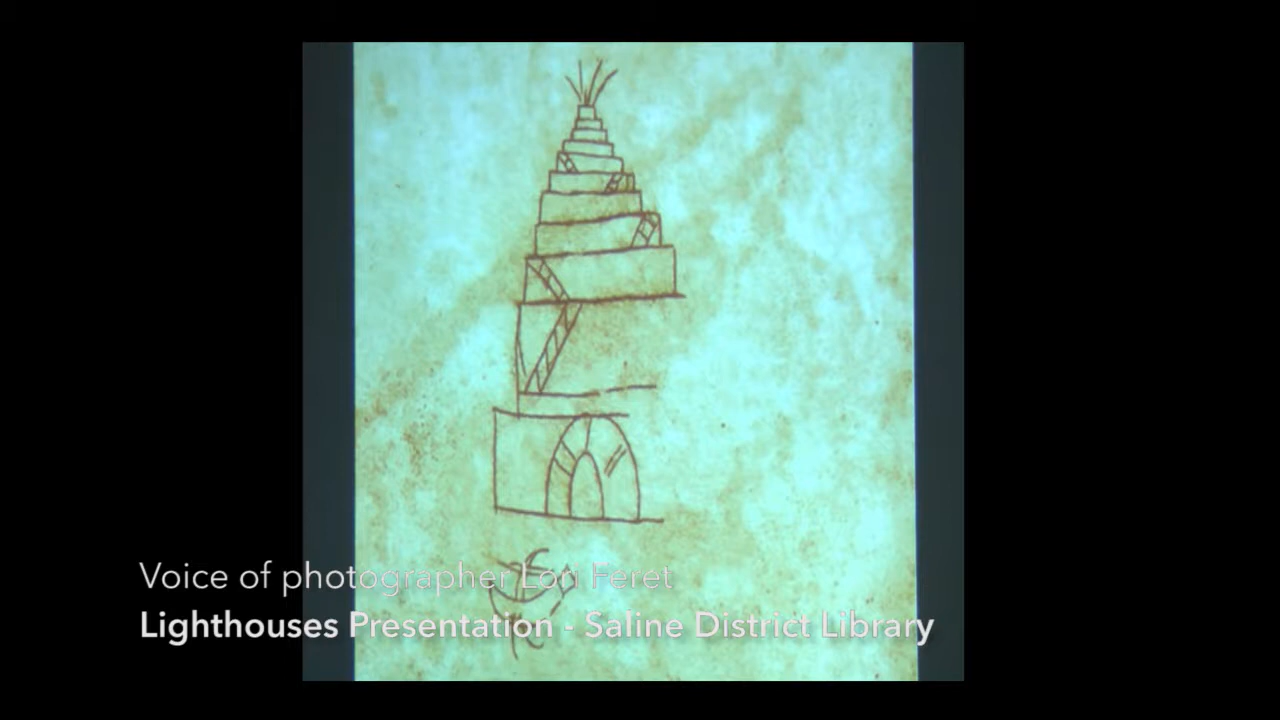 Voice of photographer Lori Feret
Lighthouses Presentation - Saline District Library